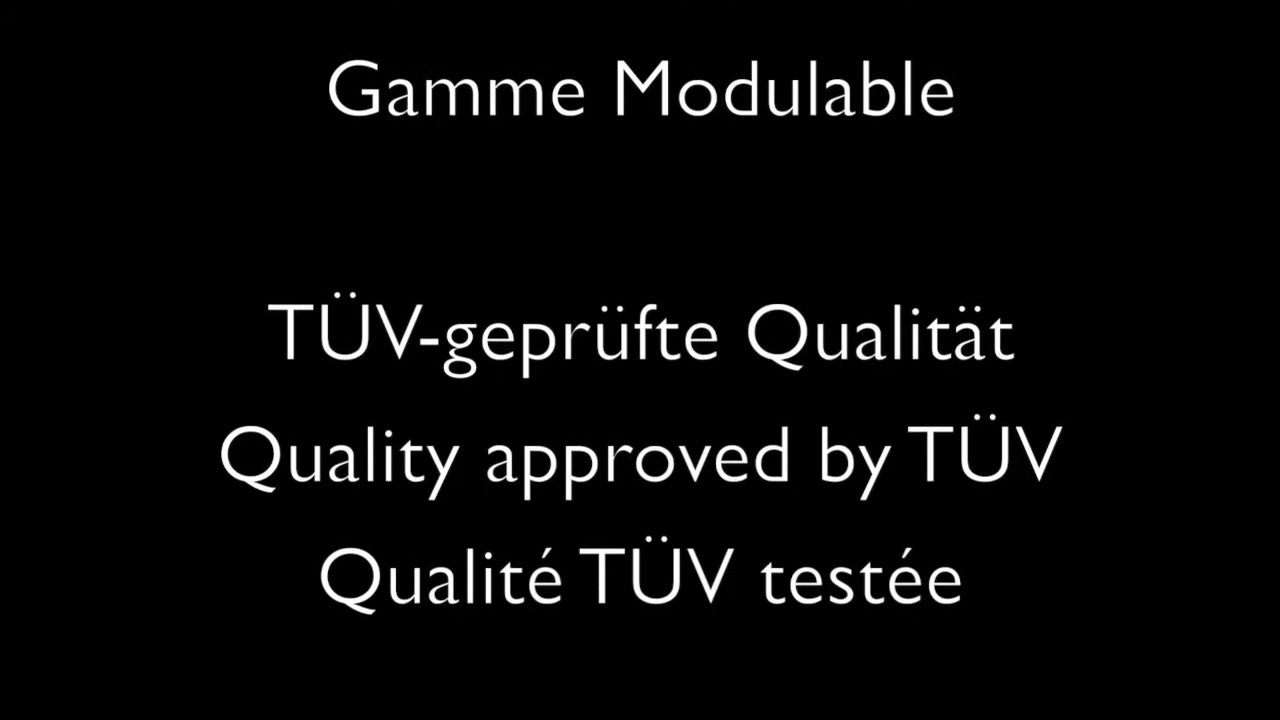 Gamme Modulable
TÜV-geprüfte Qualität
Quality approved by TÜV
Qualité TÜV testée